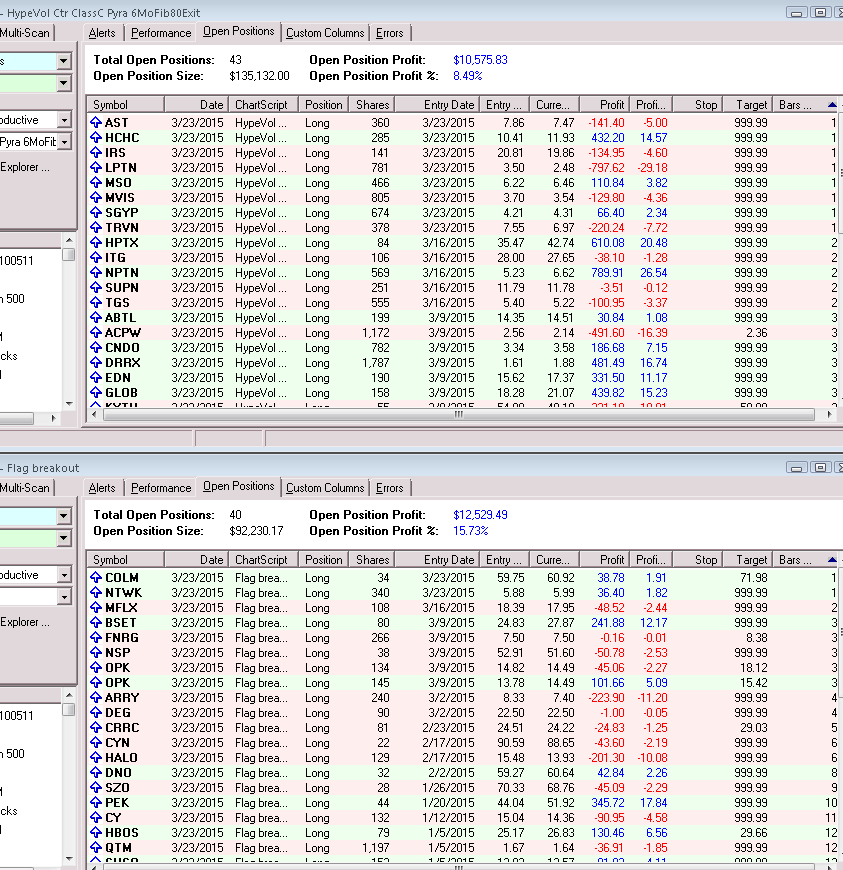 - HypeVol Ctr ClassC Pyra 6MoFib80Exit
Multi-Scan Alerts Performance Open Positions Custom Columns Errors
s
Total Open Positions: 43 Open Position Profit: $10,575.83
Open Position Size: $135,132.00 Open Position Profit %: 8.49%
Symbol Date ChartScript Position Shares Entry Date Entry ... Curre... Profit Profi... Stop Target Bars ...
oductive
Pyra 6MoFit
Explorer ...
100511
n 500
cks
AST 3/23/2015 HypeVol ... Long 360 3/23/2015 7.86 7.47 -141.40 -5.00 999.99 1
HCHC 3/23/2015 HypeVol ... Long 285 3/23/2015 10.41 11.93 432.20 14.57 999.99 1
IRS 3/23/2015 HypeVol ... Long 141 3/23/2015 20.81 19.86 -134.95 -4.60 999.99 1
LPTN 3/23/2015 HypeVol ... Long 781 3/23/2015 3.50 2.48 -797.62 -29.18 999.99 1
MSO 3/23/2015 HypeVol ... Long 466 3/23/2015 6.22 6.46 110.84 3.82 999.99 1
MVIS 3/23/2015 HypeVol ... Long 805 3/23/2015 3.70 3.54 -129.80 -4.36 999.99 1
SGYP 3/23/2015 HypeVol ... Long 674 3/23/2015 4.21 4.31 66.40 2.34 999.99 1
TRVN 3/23/2015 HypeVol ... Long 378 3/23/2015 7.55 6.97 -220.24 -7.72 999.99 1
HPTX 3/23/2015 HypeVol ... Long 84 3/16/2015 35.47 42.74 610.08 20.48 999.99 2
ITG 3/23/2015 HypeVol ... Long 106 3/16/2015 28.00 27.65 -38.10 -1.28 999.99 2
NPTN 3/23/2015 HypeVol ... Long 569 3/16/2015 5.23 6.62 789.91 26.54 999.99 2
SUPN 3/23/2015 HypeVol ... Long 251 3/16/2015 11.79 11.78 -3.51 -0.12 999.99 2
TGS 3/23/2015 HypeVol ... Long 555 3/16/2015 5.40 5.22 -100.95 -3.37 999.99 2
ABTL 3/23/2015 HypeVol ... Long 199 3/9/2015 14.35 14.51 30.84 1.08 999.99 3
ACPW 3/23/2015 HypeVol ... Long 1,172 3/9/2015 2.56 2.14 -491.60 -16.39 2.36 3
CNDO 3/23/2015 HypeVol ... Long 782 3/9/2015 3.34 3.58 186.68 7.15 999.99 3
DRRX 3/23/2015 HypeVol ... Long 1,787 3/9/2015 1.61 1.88 481.49 16.74 999.99 3
EDN 3/23/2015 HypeVol ... Long 190 3/9/2015 15.62 17.37 331.50 11.17 999.99 3
GLOB 3/23/2015 HypeVol ... Long 158 3/9/2015 18.28 21.07 439.82 15.23 999.99 3
- Flag breakout
Multi-Scan Alerts Performance Open Positions Custom Columns Errors
Total Open Positions: 40 Open Position Profit: $12,529.49
Open Position Size: $92,230.17 Open Position Profit %: 15.73%
Symbol Date ChartScript Position Shares Entry Date Entry ... Curre... Profit Profi... Stop Target Bars ...
oductive
Explorer ...
100511
n 500
cks
COLM 3/23/2015 Flag brea... Long 34 3/23/2015 59.75 60.92 38.78 1.91 71.98 1
NTWK 3/23/2015 Flag brea... Long 340 3/23/2015 5.88 5.99 36.40 1.82 999.99 1
MFLX 3/23/2015 Flag brea... Long 108 3/16/2015 18.39 17.95 -48.52 -2.44 999.99 2
BSET 3/23/2015 Flag brea... Long 80 3/9/2015 24.83 27.87 241.88 12.17 999.99 3
FNRG 3/23/2015 Flag brea... Long 266 3/9/2015 7.50 7.50 -0.16 -0.01 8.38 3
NSP 3/23/2015 Flag brea... Long 38 3/9/2015 52.91 51.60 -50.78 -2.53 999.99 3
OPK 3/23/2015 Flag brea... Long 134 3/9/2015 14.82 14.49 -45.06 -2.27 18.12 3
OPK 3/23/2015 Flag brea... Long 145 3/9/2015 13.78 14.49 101.66 5.09 15.42 3
ARRY 3/23/2015 Flag brea... Long 240 3/2/2015 8.33 7.40 -223.90 -11.20 999.99 4
DEG 3/23/2015 Flag brea... Long 90 3/2/2015 22.50 22.50 -1.00 -0.05 999.99 4
CRRC 3/23/2015 Flag brea... Long 81 2/23/2015 24.51 24.22 -24.83 -1.25 29.03 5
CYN 3/23/2015 Flag brea... Long 22 2/17/2015 90.59 88.65 -43.60 -2.19 999.99 6
HALO 3/23/2015 Flag brea... Long 129 2/17/2015 15.48 13.93 -201.30 -10.08 999.99 6
DNO 3/23/2015 Flag brea... Long 32 2/2/2015 59.27 60.64 42.84 2.26 999.99 8
SZO 3/23/2015 Flag brea... Long 28 1/26/2015 70.33 68.76 -45.09 -2.29 999.99 9
PEK 3/23/2015 Flag brea... Long 44 1/20/2015 44.04 51.92 345.72 17.84 999.99 10
CY 3/23/2015 Flag brea... Long 132 1/12/2015 15.04 14.36 -90.95 -4.58 999.99 11
HBOS 3/23/2015 Flag brea... Long 79 1/5/2015 25.17 26.83 130.46 6.56 29.66 12
QTM 3/23/2015 Flag brea... Long 1,197 1/5/2015 1.67 1.64 -36.91 -1.85 999.99 12